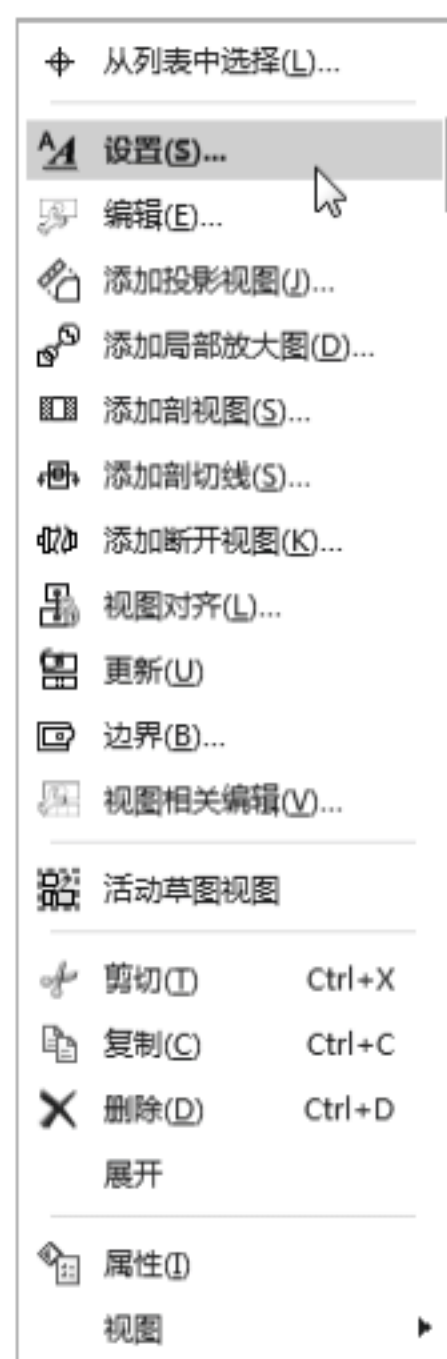 从列表中选择(L)...
设置(S)...
编辑(E)...
添加投影视图(J)...
添加局部放大图(D)...
添加剖视图(S)...
添加剖切线(S)...
添加断开视图(K)...
视图对齐(L)...
更新(U)
边界(B)...
视图相关编辑(V)...
活动草图视图
剪切(T) Ctrl+X
复制(C) Ctrl+C
删除(D) Ctrl+D
展开
属性(I)
视图